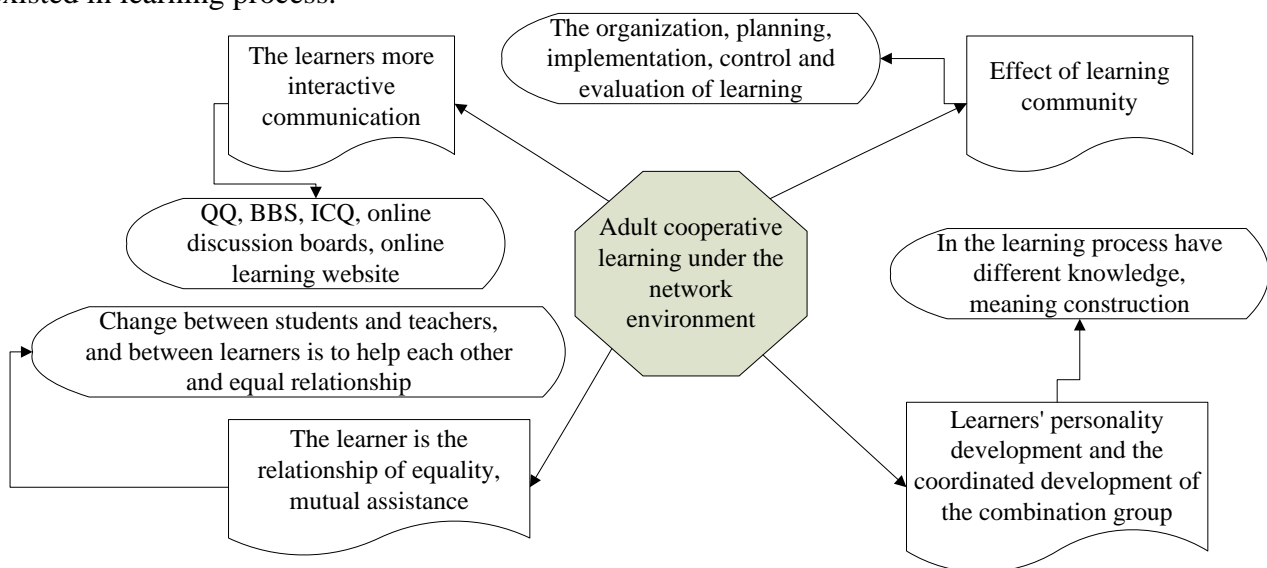 existed in learning process.
The learners more
interactive
communication
The organization, planning,
implementation, control and
evaluation of learning
Effect of learning
community
QQ, BBS, ICQ, online
discussion boards, online
learning website
Adult cooperative
learning under the
network
environment
In the learning process have
different knowledge,
meaning construction
Change between students and teachers,
and between learners is to help each other
and equal relationship
The learner is the
relationship of equality,
mutual assistance
Learners' personality
development and the
coordinated development of
the combination group